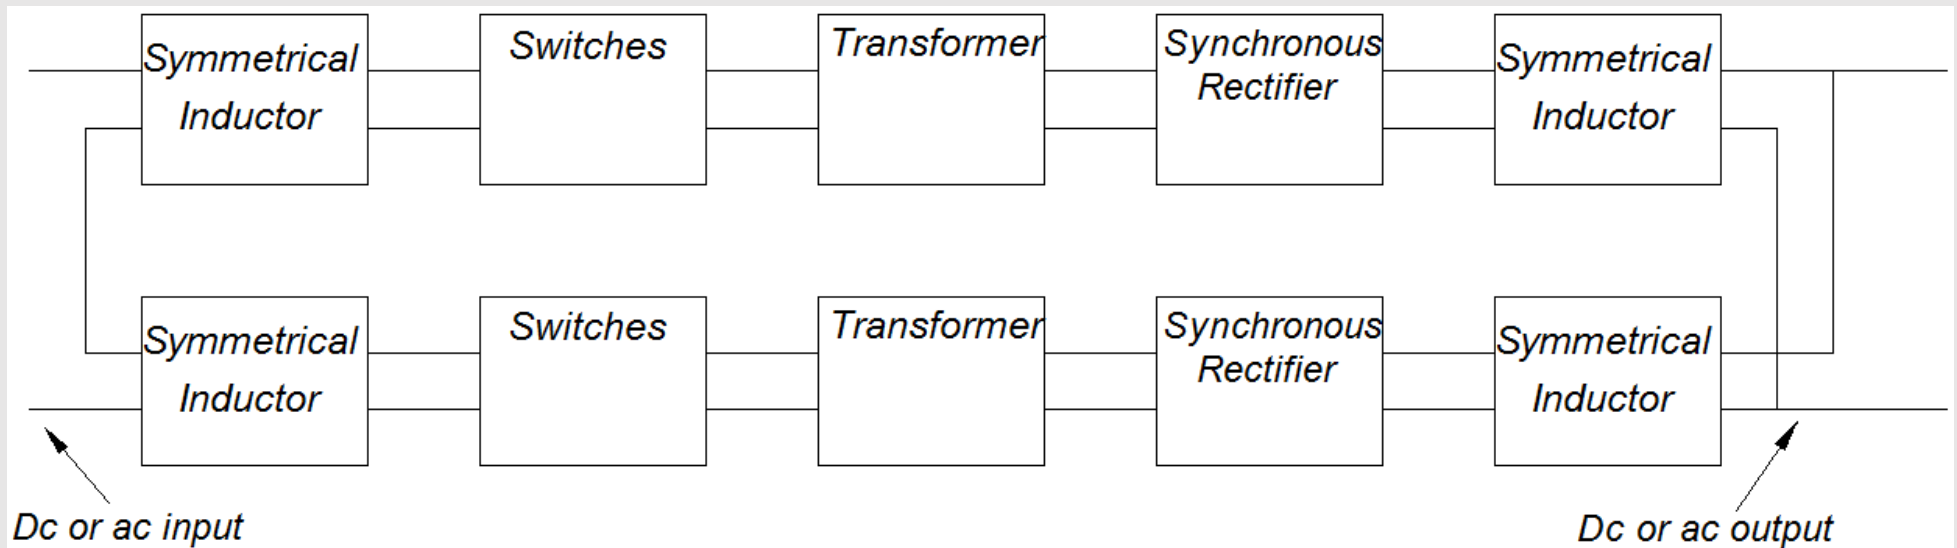 Symmetrical
Inductor
Switches
Transformer
Synchronous
Rectifier
Symmetrical
Inductor
Symmetrical
Inductor
Switches
Transformer
Synchronous
Rectifier
Symmetrical
Inductor
Dc or ac input
Dc or ac output